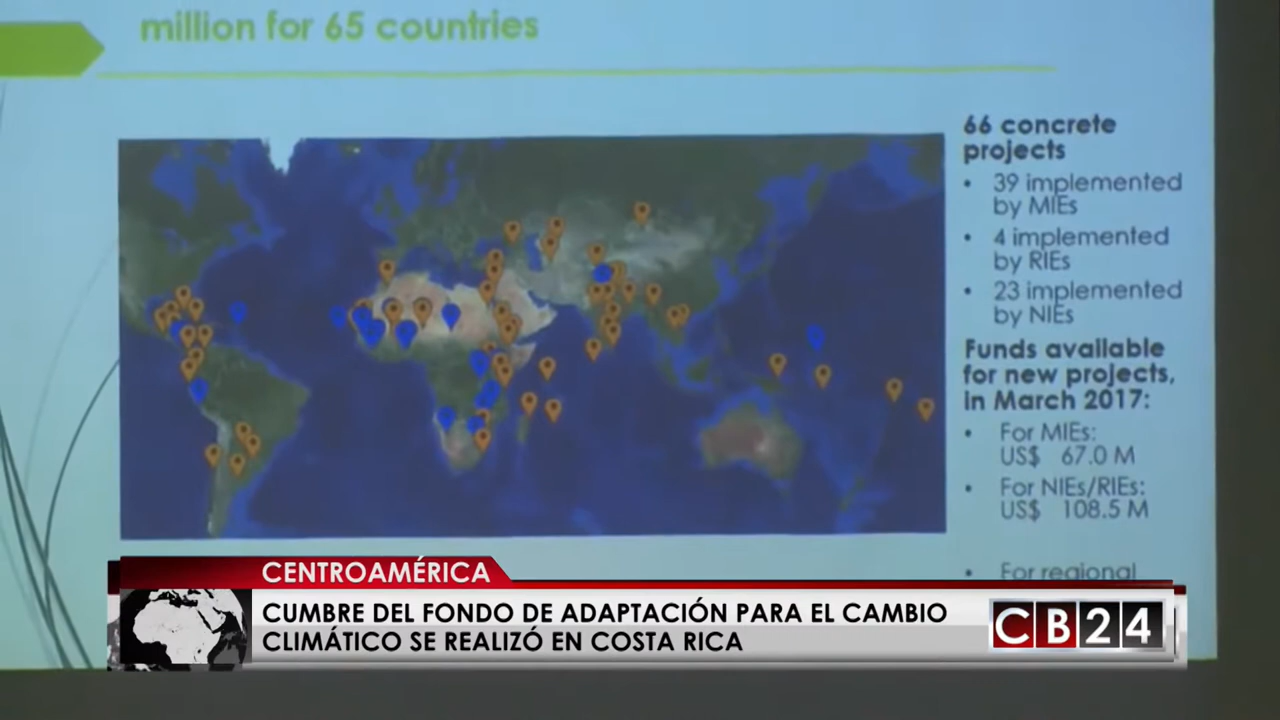 million for 65 countries
66 concrete
projects
• 39 implemented
by MIEs
• 4 implemented
by RIEs
• 23 implemented
by NIEs
Funds available
for new projects,
in March 2017:
• For MIEs:
US$ 67.0 M
• For NIEs/RIEs:
US$ 108.5 M
• For regional
CENTROAMÉRICA
CUMBRE DEL FONDO DE ADAPTACIÓN PARA EL CAMBIO
CLIMÁTICO SE REALIZÓ EN COSTA RICA
CB24